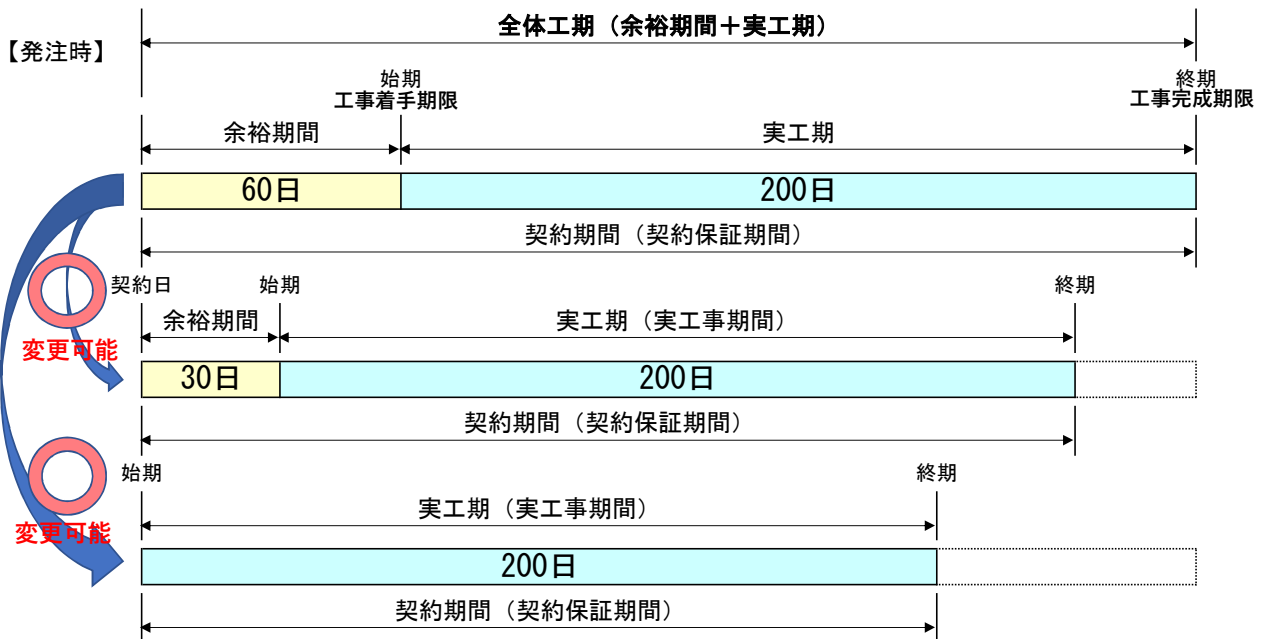 全体工期（余裕期間＋実工期）
【発注時】
始期
工事着手期限
終期
工事完成期限
余裕期間
実工期
60日
200日
契約期間（契約保証期間）
契約日
始期
終期
余裕期間
実工期（実工事期間）
変更可能
30日
200日
契約期間（契約保証期間）
始期
終期
実工期（実工事期間）
変更可能
200日
契約期間（契約保証期間）